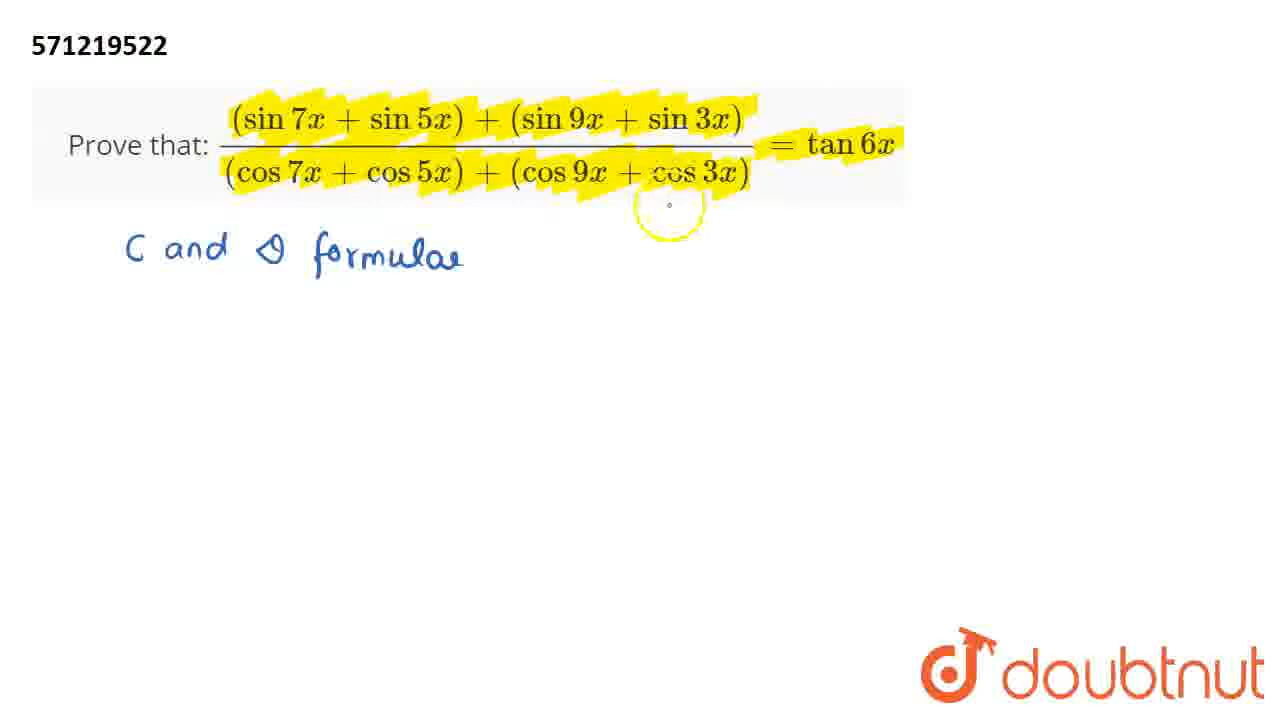 571219522
Prove that: \frac{(\sin 7x + \sin 5x) + (\sin 9x + \sin 3x)}{(\cos 7x + \cos 5x) + (\cos 9x + \cos 3x)} = \tan 6x
C and D formulae
doubtnut